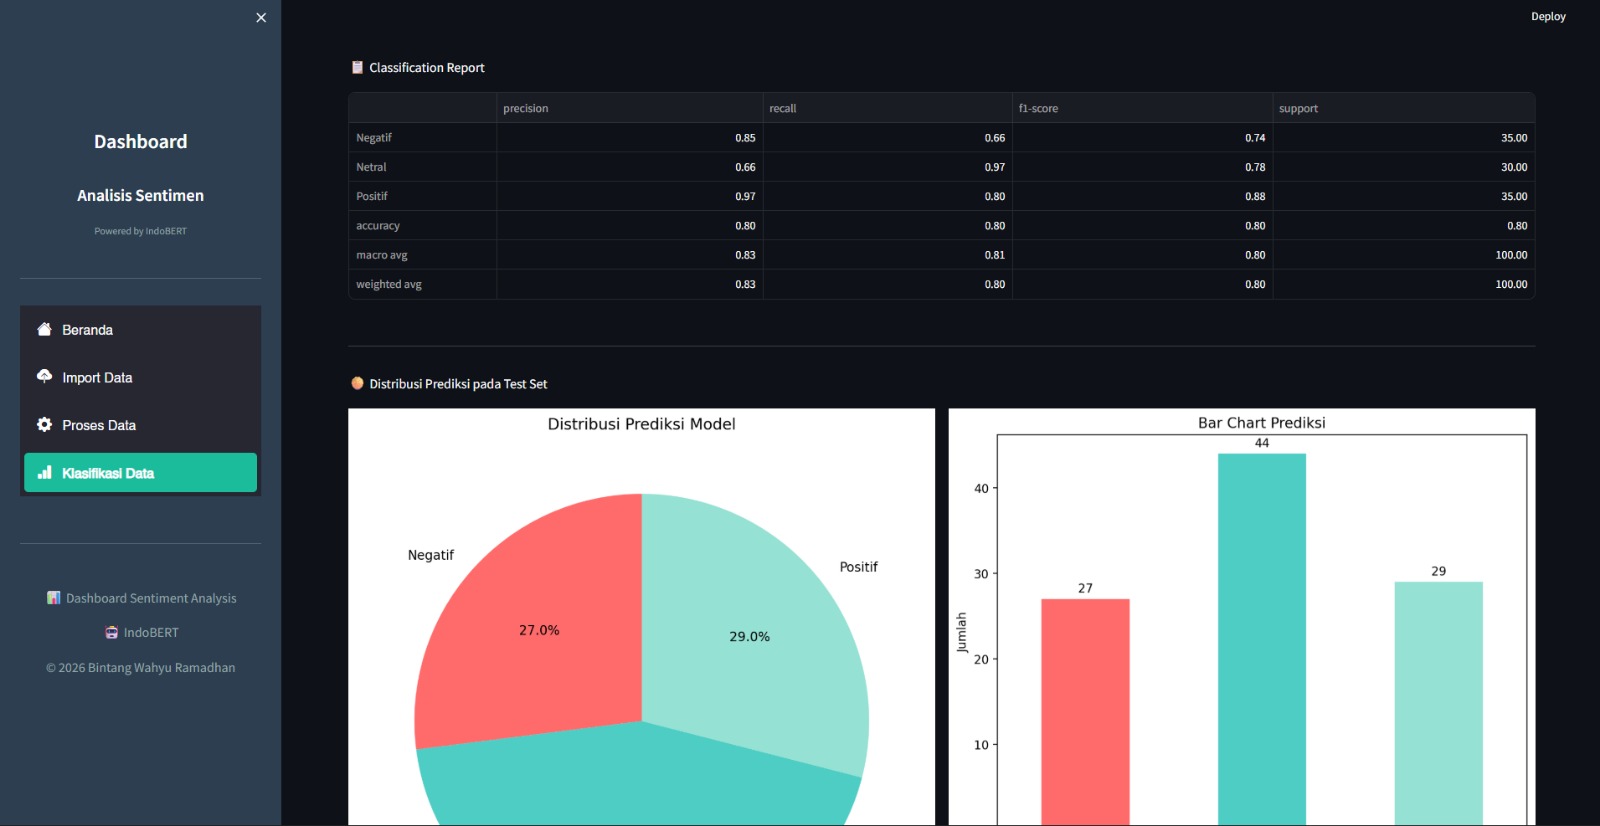 Deploy
Dashboard
Analisis Sentimen
Powered by IndoBERT
Beranda
Import Data
Proses Data
Klasifikasi Data
Dashboard Sentiment Analysis
IndoBERT
© 2026 Bintang Wahyu Ramadhan
Classification Report
precision recall f1-score support
Negatif 0.85 0.66 0.74 35.00
Netral 0.66 0.97 0.78 30.00
Positif 0.97 0.80 0.88 35.00
accuracy 0.80 0.80 0.80 0.80
macro avg 0.83 0.81 0.80 100.00
weighted avg 0.83 0.80 0.80 100.00
Distribusi Prediksi pada Test Set
Distribusi Prediksi Model
Negatif
Positif
27.0%
29.0%
Bar Chart Prediksi
44
40
30
29
27
Jumlah
20
10